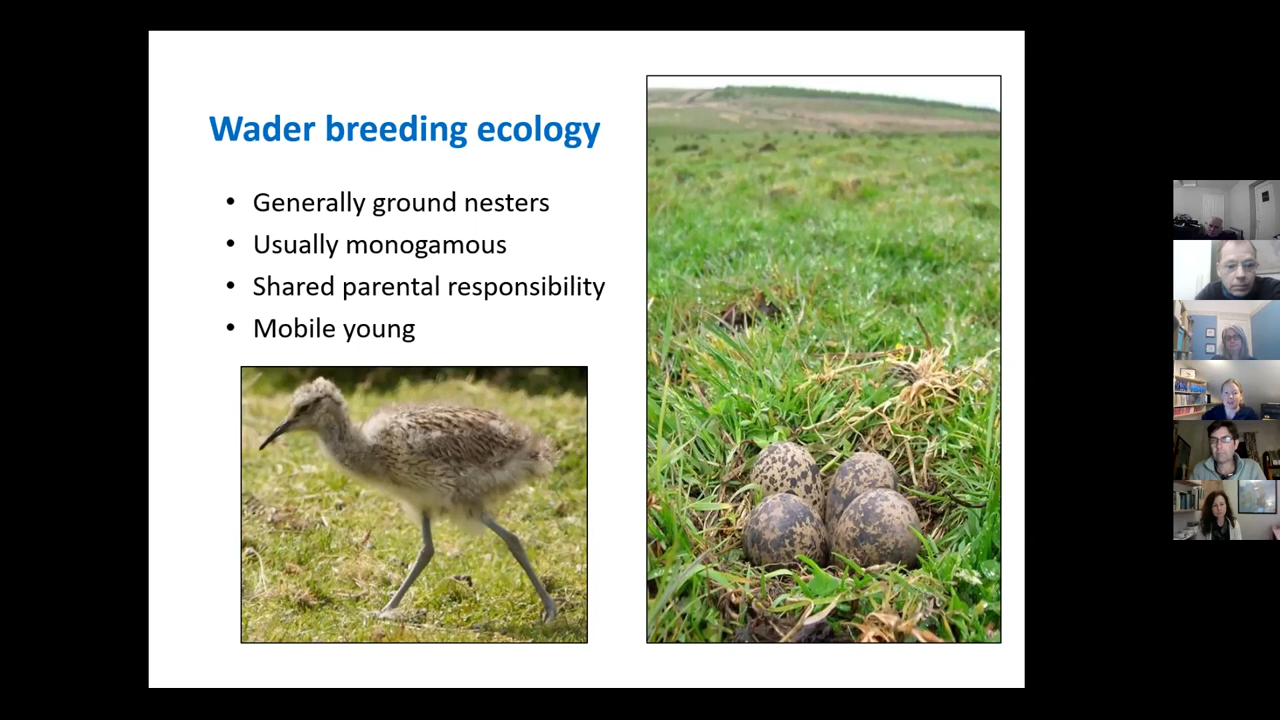 Wader breeding ecology
• Generally ground nesters
• Usually monogamous
• Shared parental responsibility
• Mobile young